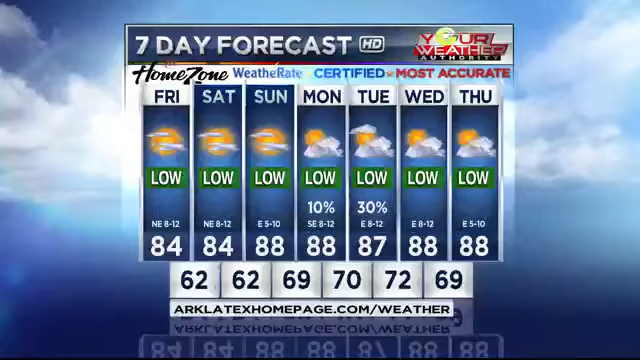 7 DAY FORECAST HD
YOUR WEATHER AUTHORITY
HomeZone WeatheRate CERTIFIED MOST ACCURATE
FRI SAT SUN MON TUE WED THU
LOW LOW LOW LOW LOW LOW LOW
10% 30%
NE 8-12 NE 8-12 E 5-10 SE 8-12 E 8-12 E 8-12 E 5-10
84 84 88 88 87 88 88
62 62 69 70 72 69
ARKLATEXHOMEPAGE.COM/WEATHER